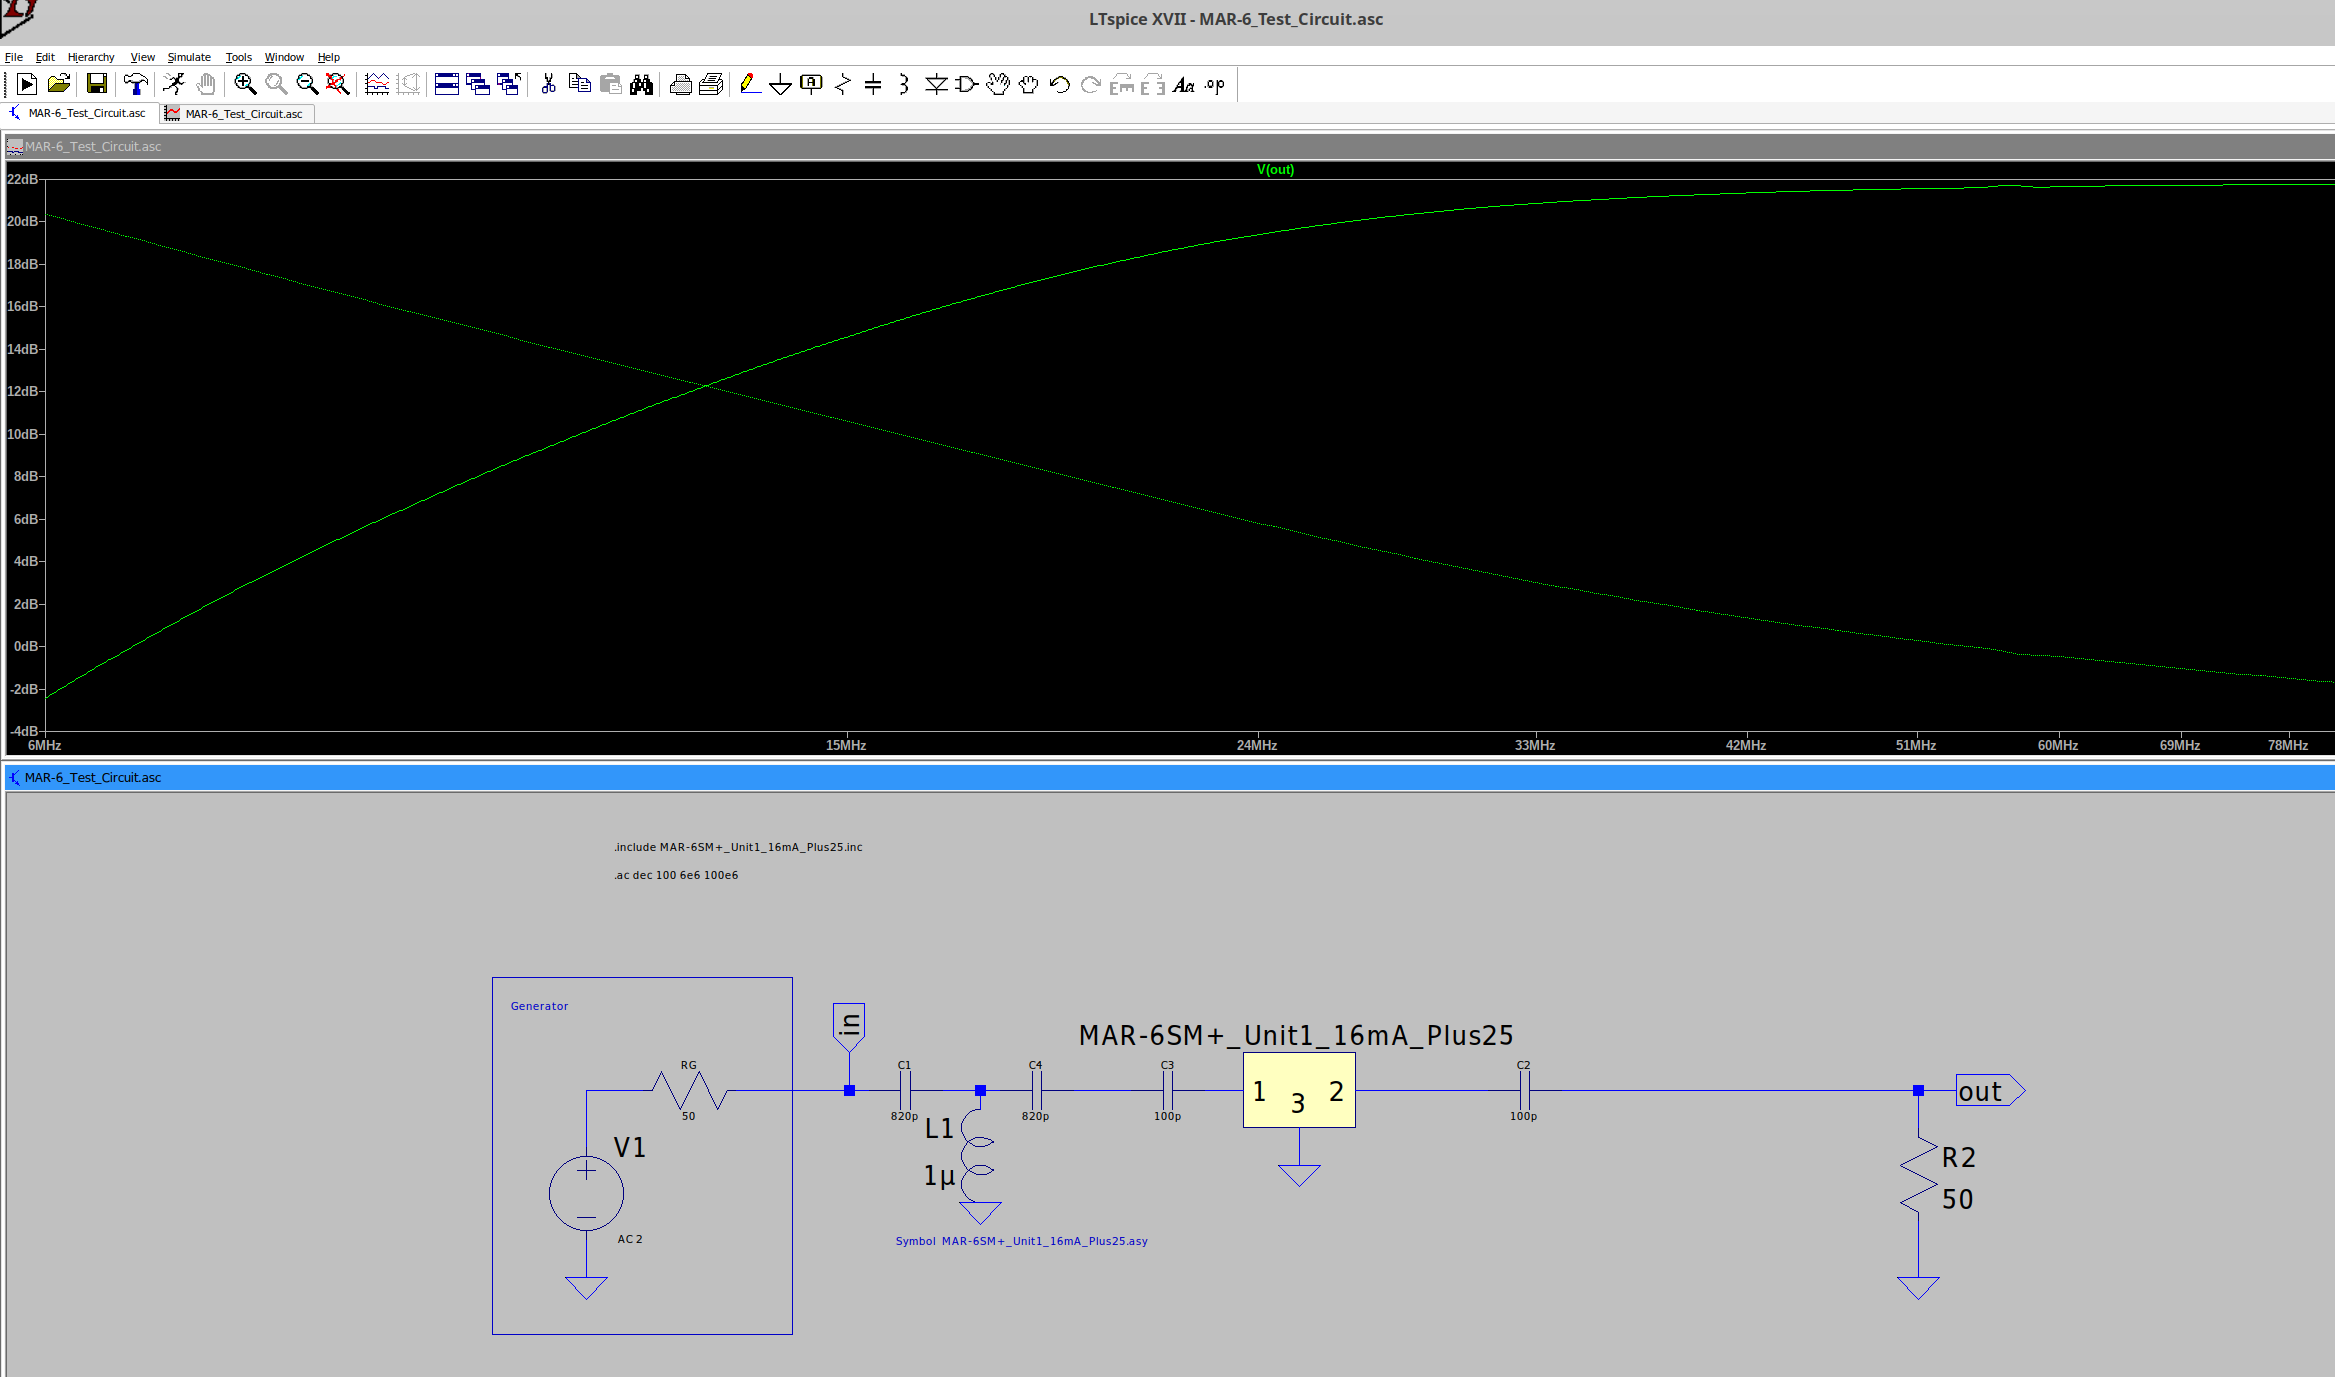 LTspice XVII - MAR-6_Test_Circuit.asc
File Edit Hierarchy View Simulate Tools Window Help
MAR-6_Test_Circuit.asc MAR-6_Test_Circuit.asc
MAR-6_Test_Circuit.asc
V(out)
22dB
20dB
18dB
16dB
14dB
12dB
10dB
8dB
6dB
4dB
2dB
0dB
-2dB
-4dB
6MHz 15MHz 24MHz 33MHz 42MHz 51MHz 60MHz 69MHz 78MHz
MAR-6_Test_Circuit.asc
.include MAR-6SM+_Unit1_16mA_Plus25.inc
.ac dec 100 6e6 100e6
Generator
in
MAR-6SM+_Unit1_16mA_Plus25
RG C1 C4 C3 C2
1 3 2
out
50 820p 820p 100p 100p
L1
V1
R2
1µ
50
AC 2
Symbol MAR-6SM+_Unit1_16mA_Plus25.asy